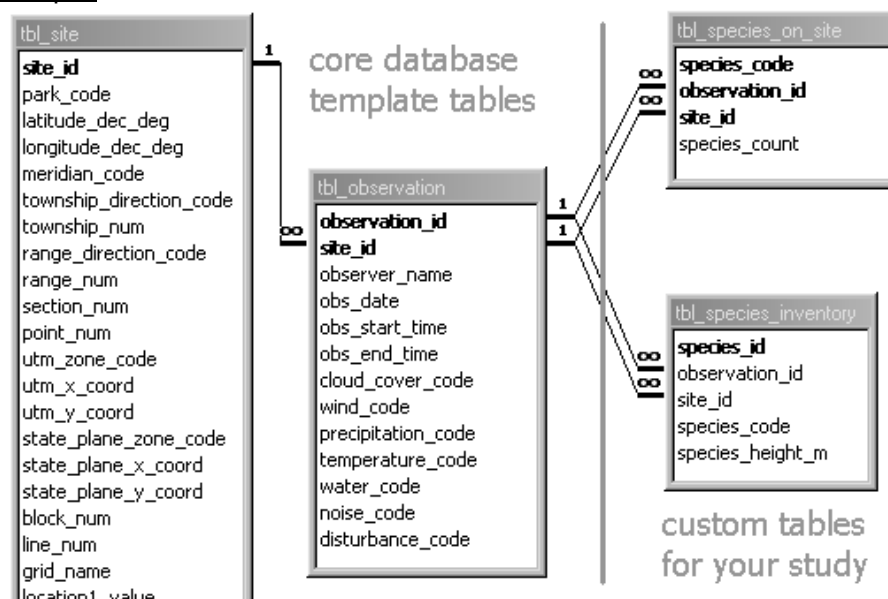 tbl_site
site_id
park_code
latitude_dec_deg
longitude_dec_deg
meridian_code
township_direction_code
township_num
range_direction_code
range_num
section_num
point_num
utm_zone_code
utm_x_coord
utm_y_coord
state_plane_zone_code
state_plane_x_coord
state_plane_y_coord
block_num
line_num
grid_name
location1_value
1
∞
core database
template tables
tbl_observation
observation_id
site_id
observer_name
obs_date
obs_start_time
obs_end_time
cloud_cover_code
wind_code
precipitation_code
temperature_code
water_code
noise_code
disturbance_code
1
1
∞
∞
tbl_species_on_site
species_code
observation_id
site_id
species_count
∞
∞
tbl_species_inventory
species_id
observation_id
site_id
species_code
species_height_m
custom tables
for your study